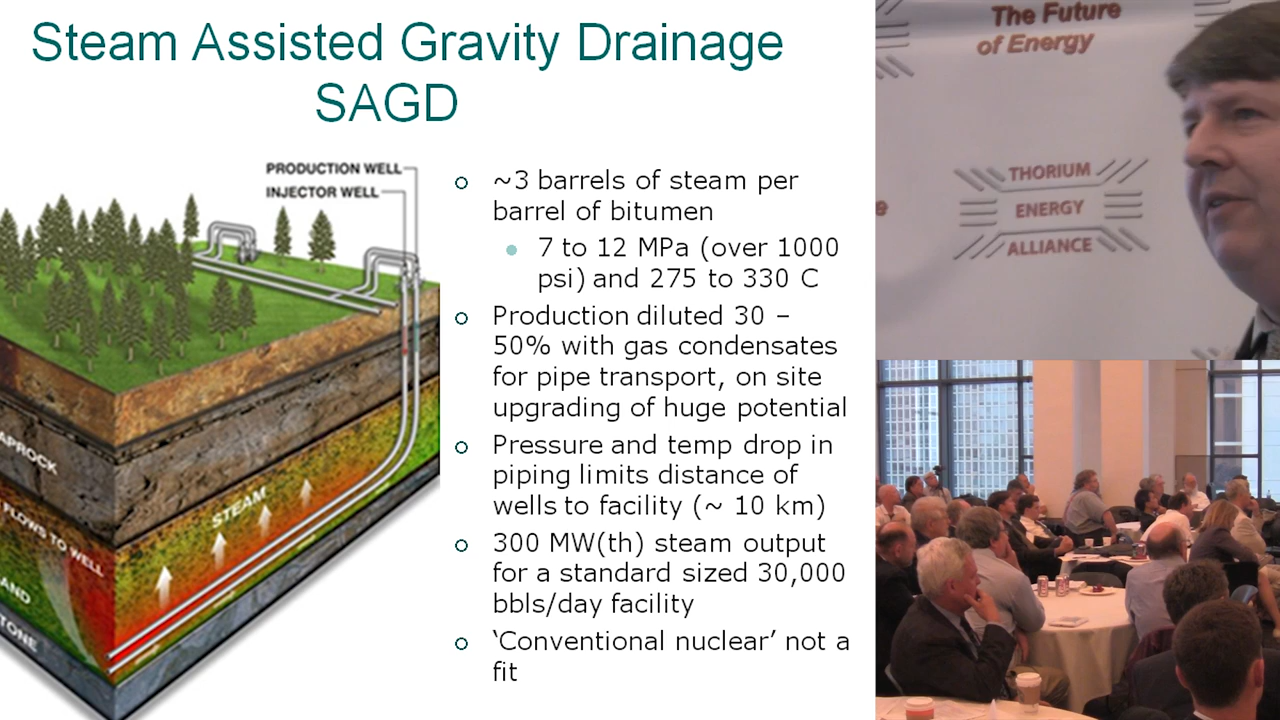 Steam Assisted Gravity Drainage
SAGD
PRODUCTION WELL
INJECTOR WELL
APROCK
FLOWS TO WELL
STEAM
AND
TONE
○ ~3 barrels of steam per
barrel of bitumen
● 7 to 12 MPa (over 1000
psi) and 275 to 330 C
○ Production diluted 30 –
50% with gas condensates
for pipe transport, on site
upgrading of huge potential
○ Pressure and temp drop in
piping limits distance of
wells to facility (~ 10 km)
○ 300 MW(th) steam output
for a standard sized 30,000
bbls/day facility
○ ‘Conventional nuclear’ not a
fit
The Future
of Energy
e
THORIUM
ENERGY
ALLIANCE